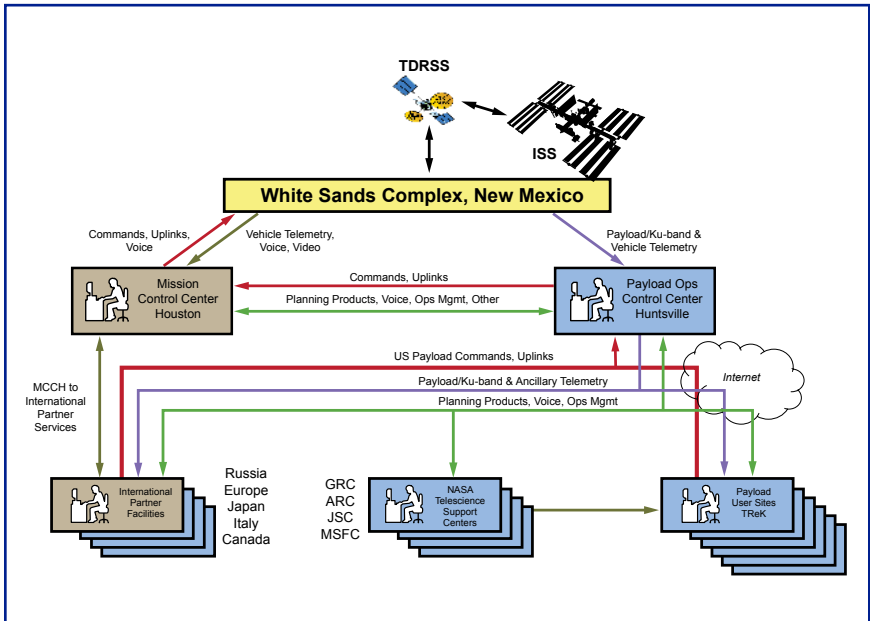 TDRSS
ISS
White Sands Complex, New Mexico
Commands, Uplinks,
Voice
Vehicle Telemetry,
Voice, Video
Payload/Ku-band &
Vehicle Telemetry
Mission
Control Center
Houston
Commands, Uplinks
Planning Products, Voice, Ops Mgmt, Other
Payload Ops
Control Center
Huntsville
US Payload Commands, Uplinks
Internet
MCCH to
International
Partner
Services
Payload/Ku-band & Ancillary Telemetry
Planning Products, Voice, Ops Mgmt
International
Partner
Facilities
Russia
Europe
Japan
Italy
Canada
GRC
ARC
JSC
MSFC
NASA
Telescience
Support
Centers
Payload
User Sites
TReK